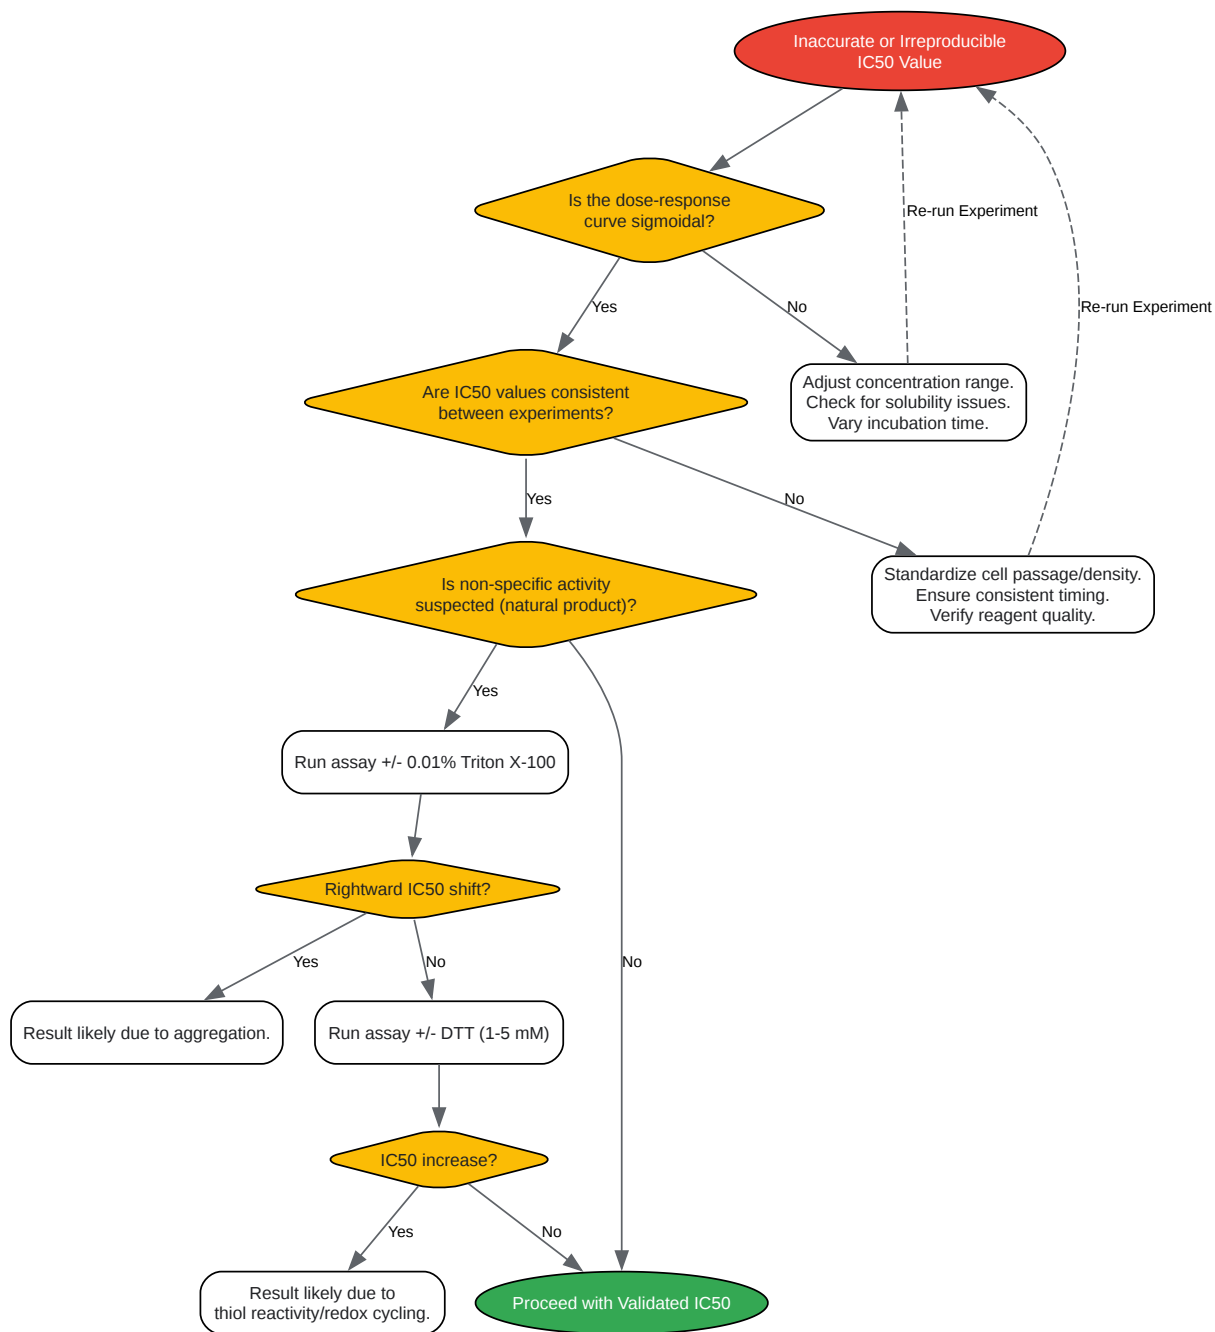 Inaccurate or Irreproducible
IC50 Value
Is the dose-response
curve sigmoidal?
Re-run Experiment
Yes
No
Re-run Experiment
Are IC50 values consistent
between experiments?
Adjust concentration range.
Check for solubility issues.
Vary incubation time.
Yes
No
Is non-specific activity
suspected (natural product)?
Standardize cell passage/density.
Ensure consistent timing.
Verify reagent quality.
Yes
Run assay +/- 0.01% Triton X-100
Rightward IC50 shift?
Yes
No
No
Result likely due to aggregation.
Run assay +/- DTT (1-5 mM)
IC50 increase?
Yes
No
Result likely due to
thiol reactivity/redox cycling.
Proceed with Validated IC50